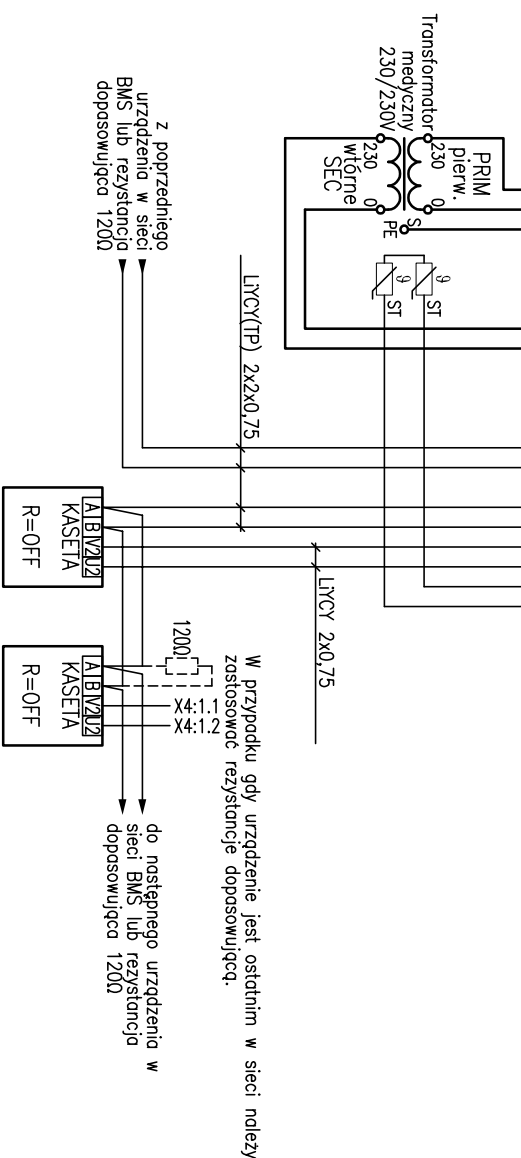 Transformator
medyczny
230/230V
PRIM
pierw.
230 0
230 0
wtórne
SEC
S
PE
ϑ
ST
ϑ
ST
z poprzedniego
urządzenia w sieci
BMS lub rezystancja
dopasowująca 120Ω
LiYCY(TP) 2x2x0,75
LiYCY 2x0,75
A B V2 U2
KASETA
R=OFF
A B V2 U2
KASETA
R=OFF
120Ω
X4:1.1
X4:1.2
W przypadku gdy urządzenie jest ostatnim w sieci należy
zastosować rezystancje dopasowującą.
do następnego urządzenia w
sieci BMS lub rezystancja
dopasowująca 120Ω